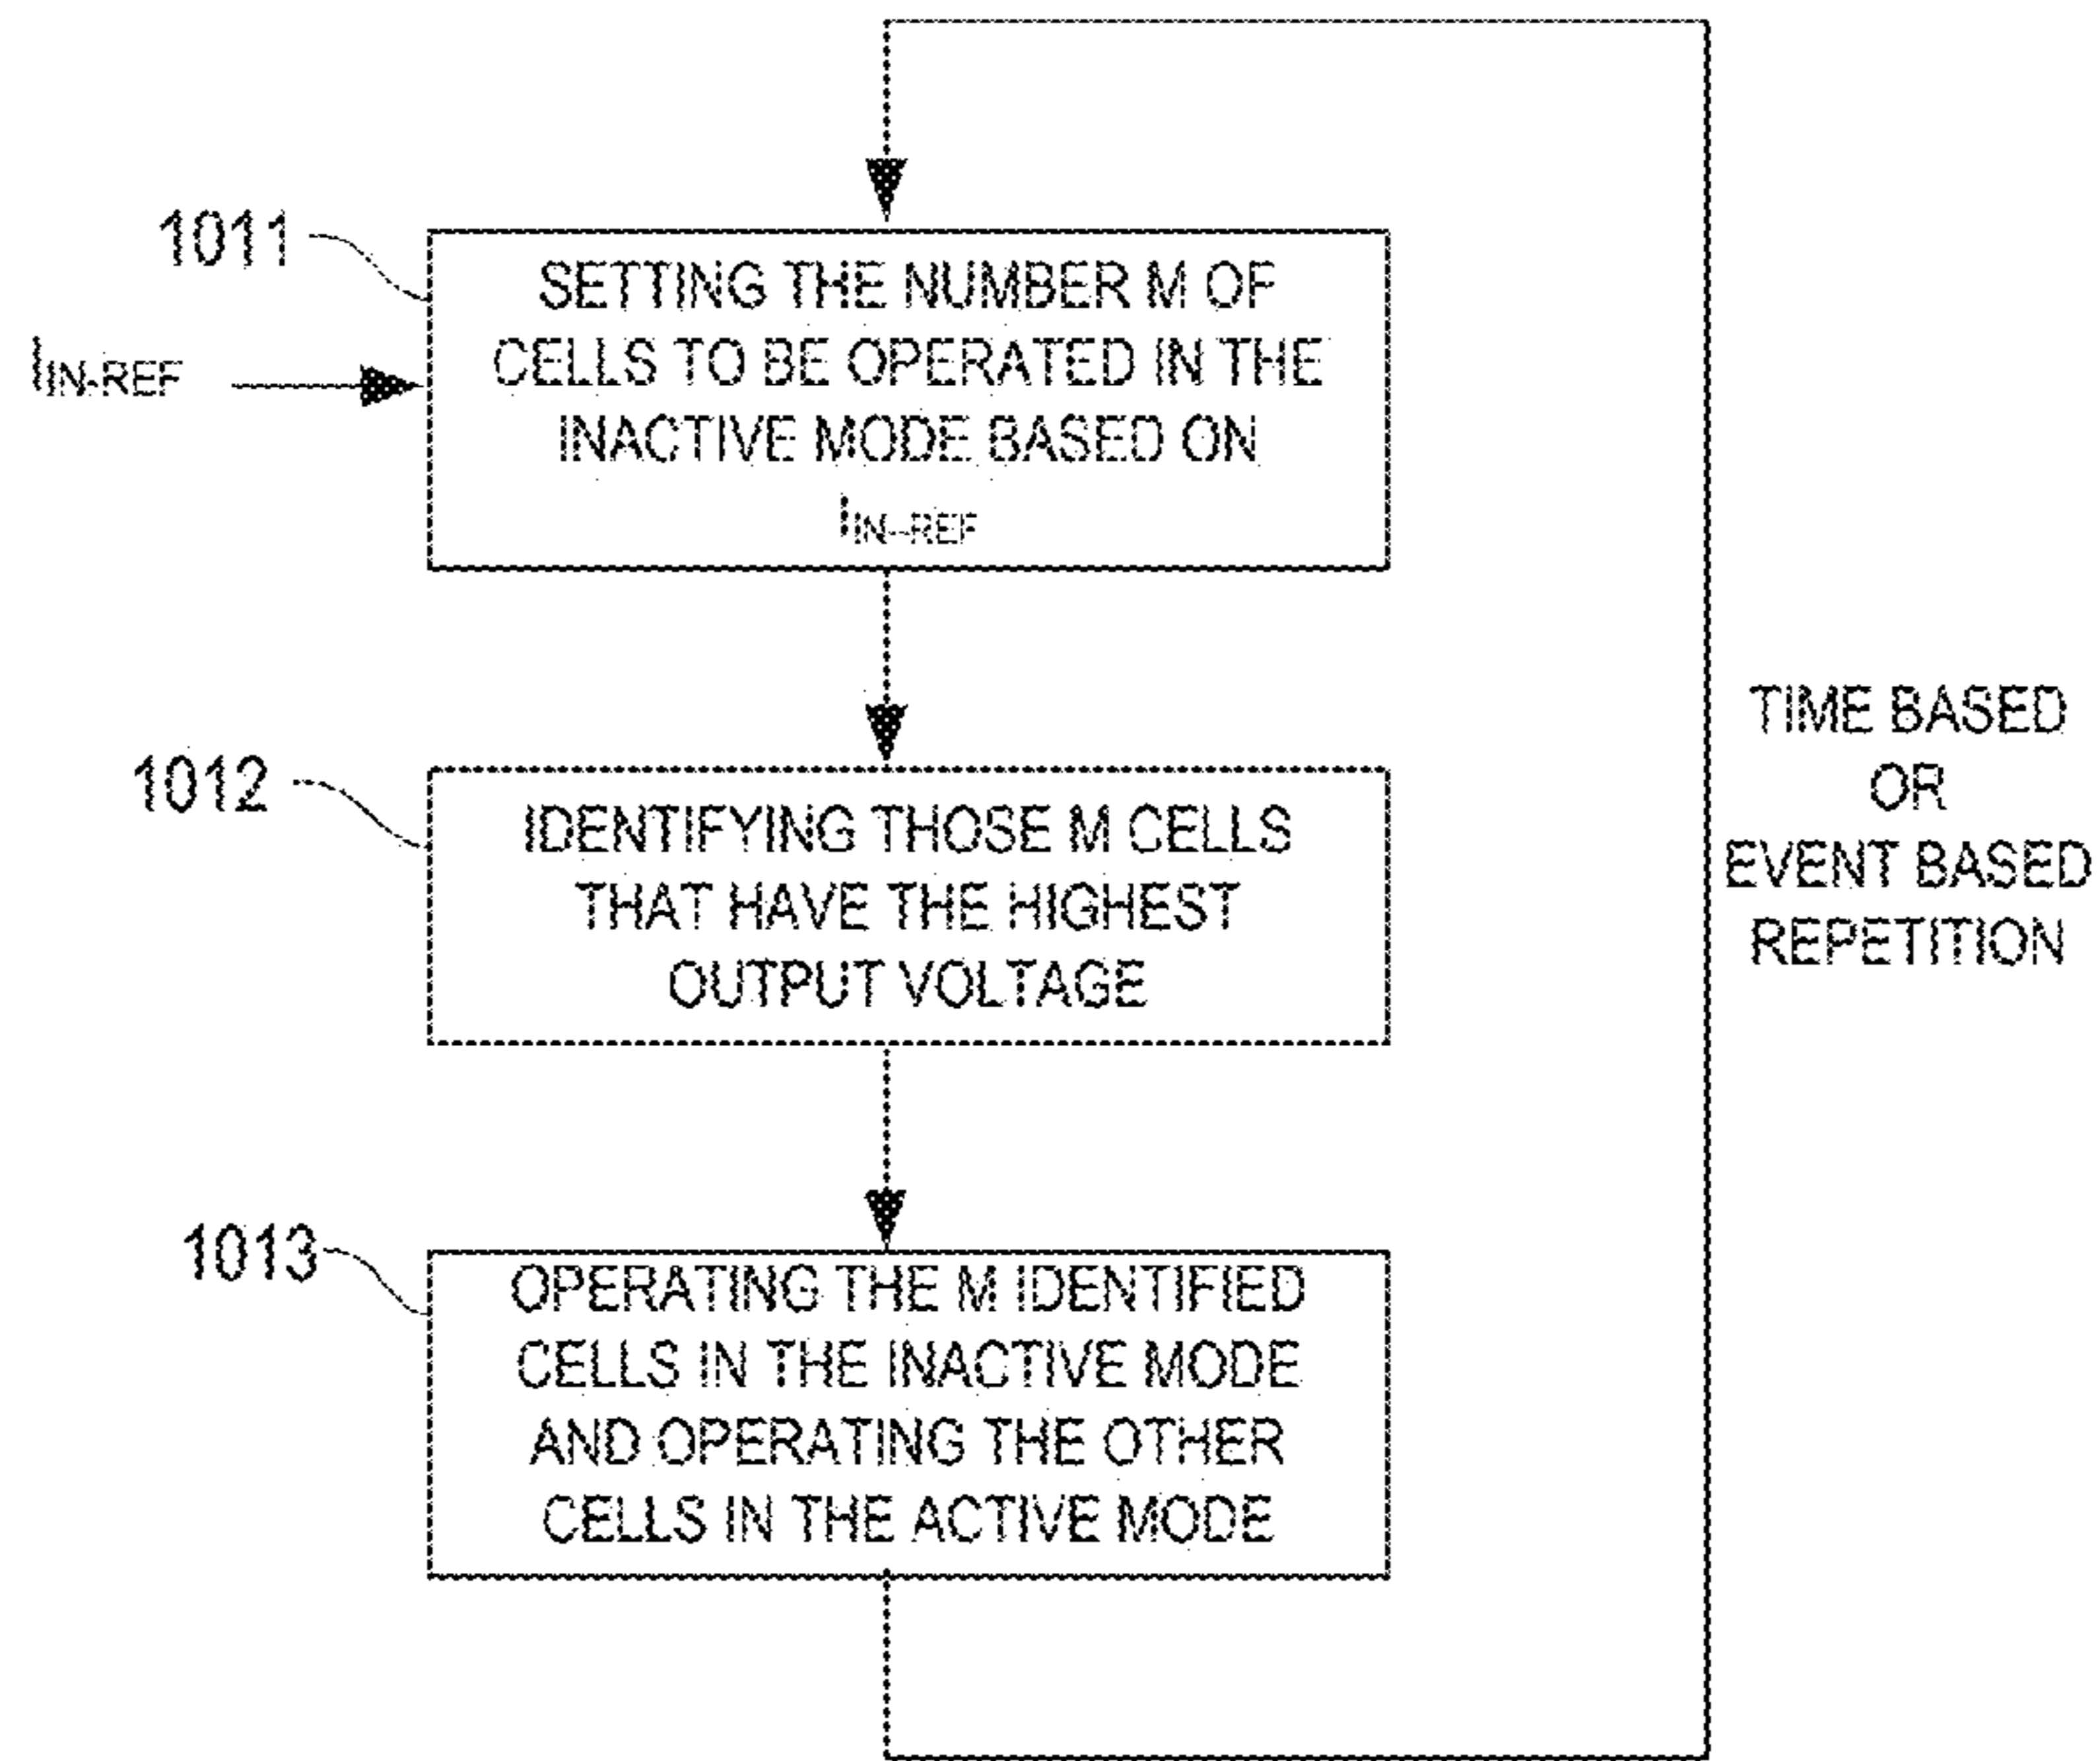 1011
SETTING THE NUMBER M OF
CELLS TO BE OPERATED IN THE
INACTIVE MODE BASED ON
IIN-REF
IIN-REF
1012
IDENTIFYING THOSE M CELLS
THAT HAVE THE HIGHEST
OUTPUT VOLTAGE
TIME BASED
OR
EVENT BASED
REPETITION
1013
OPERATING THE M IDENTIFIED
CELLS IN THE INACTIVE MODE
AND OPERATING THE OTHER
CELLS IN THE ACTIVE MODE